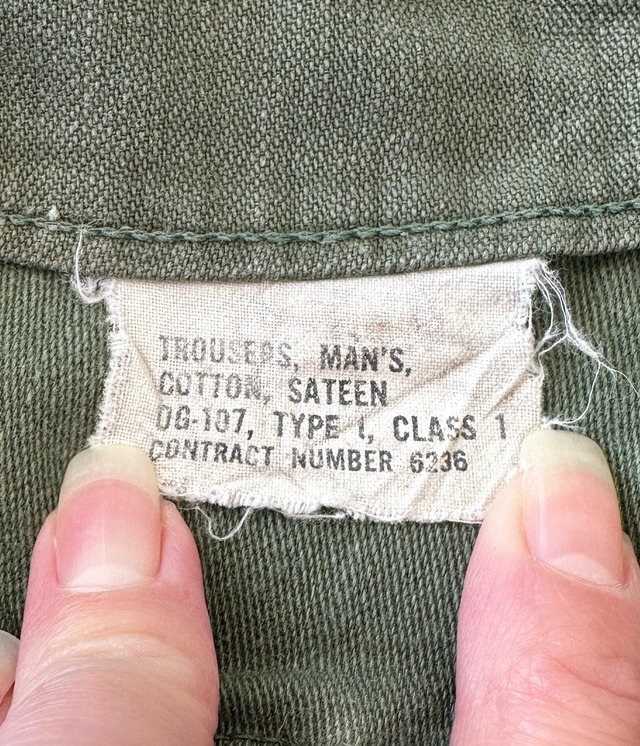 TROUSERS, MAN'S,
COTTON, SATEEN
OG-107, TYPE I, CLASS 1
CONTRACT NUMBER 6236